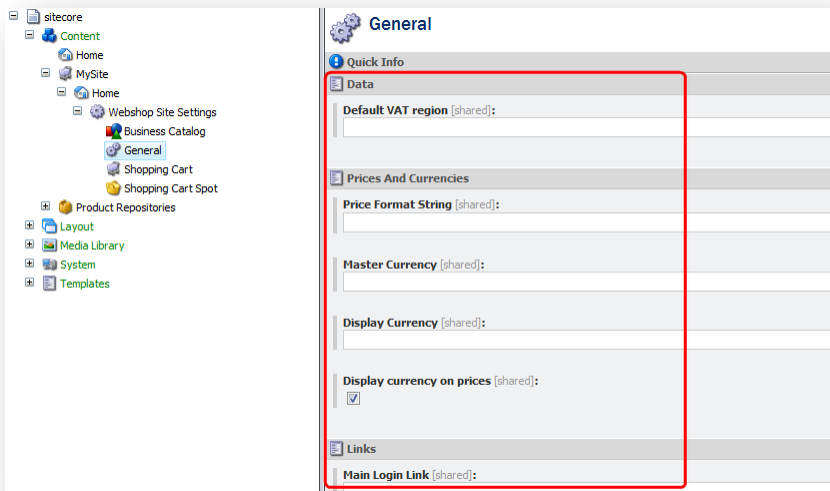 sitecore
Content
Home
MySite
Home
Webshop Site Settings
Business Catalog
General
Shopping Cart
Shopping Cart Spot
Product Repositories
Layout
Media Library
System
Templates
General
Quick Info
Data
Default VAT region [shared]:
Prices And Currencies
Price Format String [shared]:
Master Currency [shared]:
Display Currency [shared]:
Display currency on prices [shared]:
Links
Main Login Link [shared]: